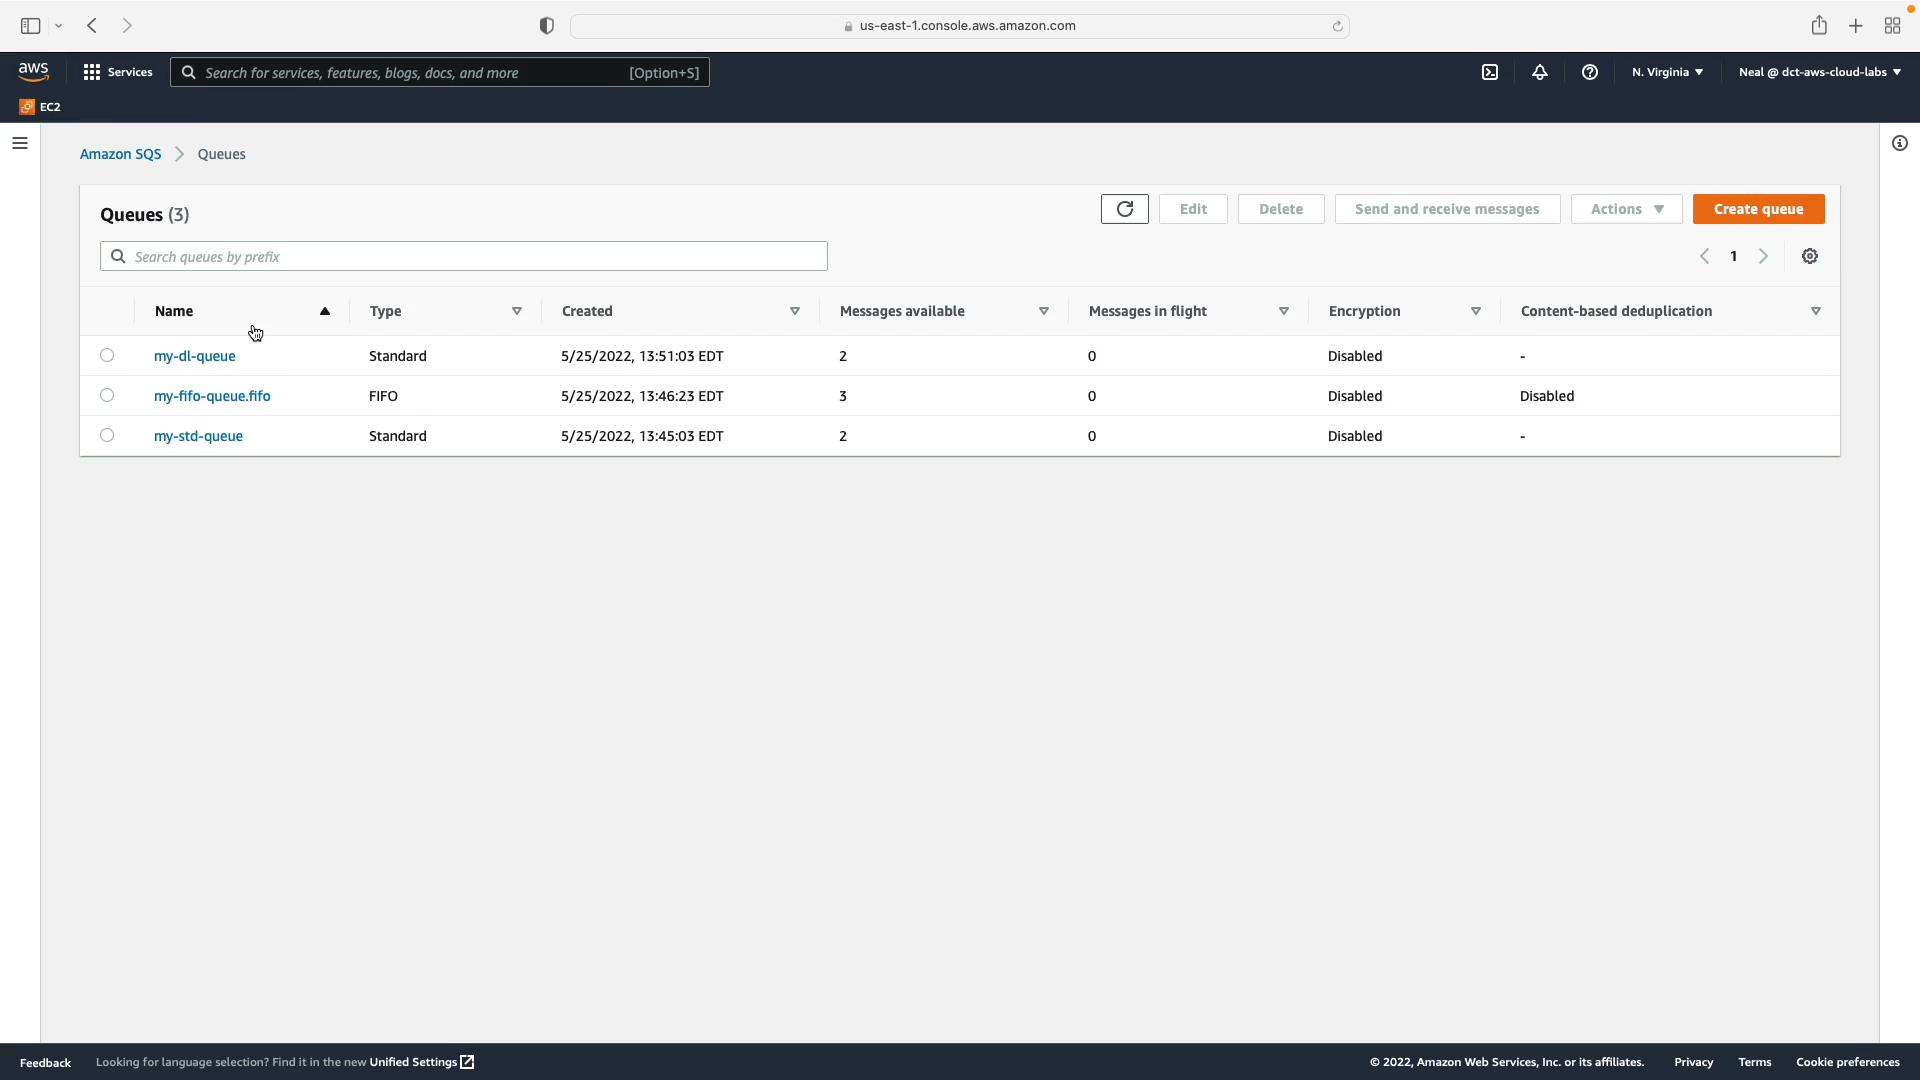 us-east-1.console.aws.amazon.com
aws Services Search for services, features, blogs, docs, and more [Option+S] N. Virginia Neal @ dct-aws-cloud-labs
EC2
Amazon SQS Queues
Queues (3) Edit Delete Send and receive messages Actions Create queue
Search queues by prefix 1
Name Type Created Messages available Messages in flight Encryption Content-based deduplication
my-dl-queue Standard 5/25/2022, 13:51:03 EDT 2 0 Disabled -
my-fifo-queue.fifo FIFO 5/25/2022, 13:46:23 EDT 3 0 Disabled Disabled
my-std-queue Standard 5/25/2022, 13:45:03 EDT 2 0 Disabled -
Feedback Looking for language selection? Find it in the new Unified Settings © 2022, Amazon Web Services, Inc. or its affiliates. Privacy Terms Cookie preferences